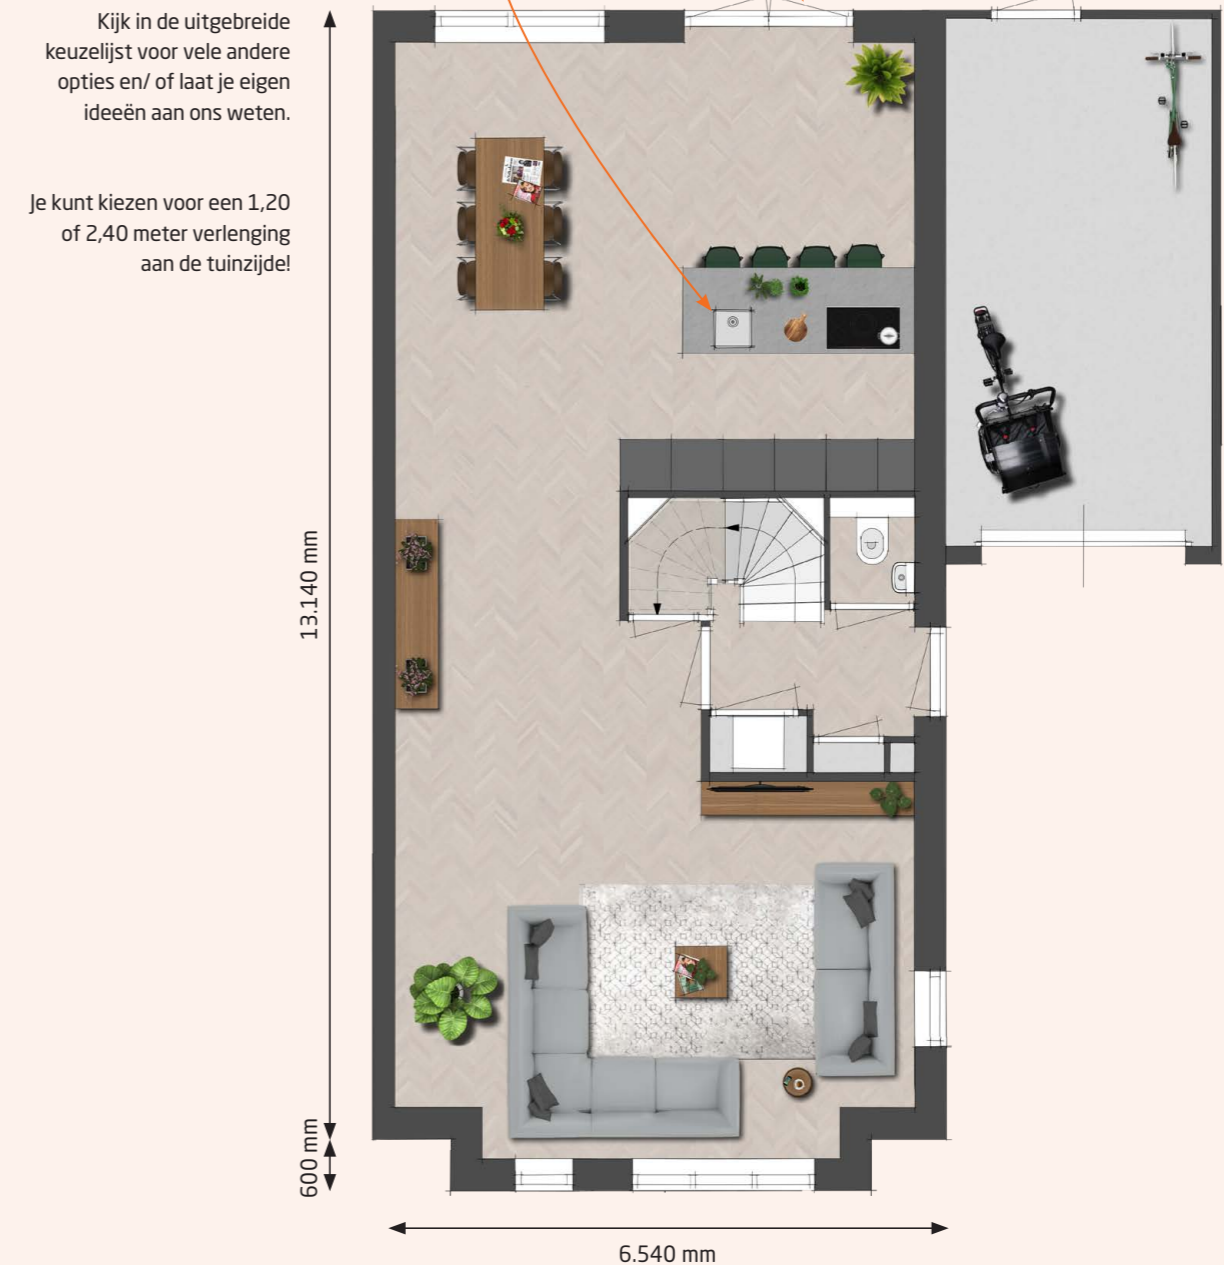 Kijk in de uitgebreide
keuzelijst voor vele andere
opties en/ of laat je eigen
ideeën aan ons weten.
Je kunt kiezen voor een 1,20
of 2,40 meter verlenging
aan de tuinzijde!
13.140 mm
600 mm
6.540 mm